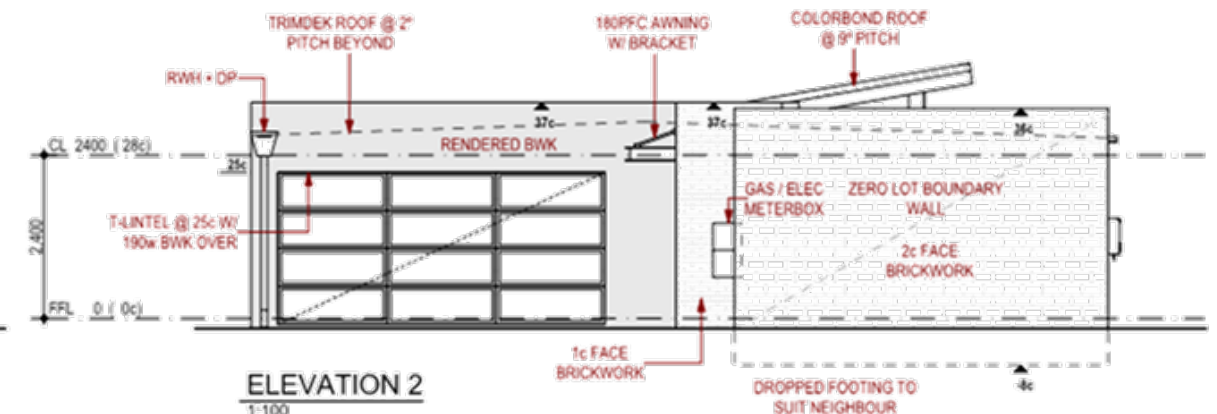 TRIMDEK ROOF @ 2°
PITCH BEYOND
180PFC AWNING
W/ BRACKET
COLORBOND ROOF
@ 9° PITCH
RWH + DP
37c
37c
36c
CL 2400 ( 28c)
25c
RENDERED BWK
GAS / ELEC
METERBOX
ZERO LOT BOUNDARY
WALL
T-LINTEL @ 25c W/
190w BWK OVER
2,400
2c FACE
BRICKWORK
FFL 0 ( 0c)
1c FACE
BRICKWORK
ELEVATION 2
1:100
DROPPED FOOTING TO
SUIT NEIGHBOUR
-8c